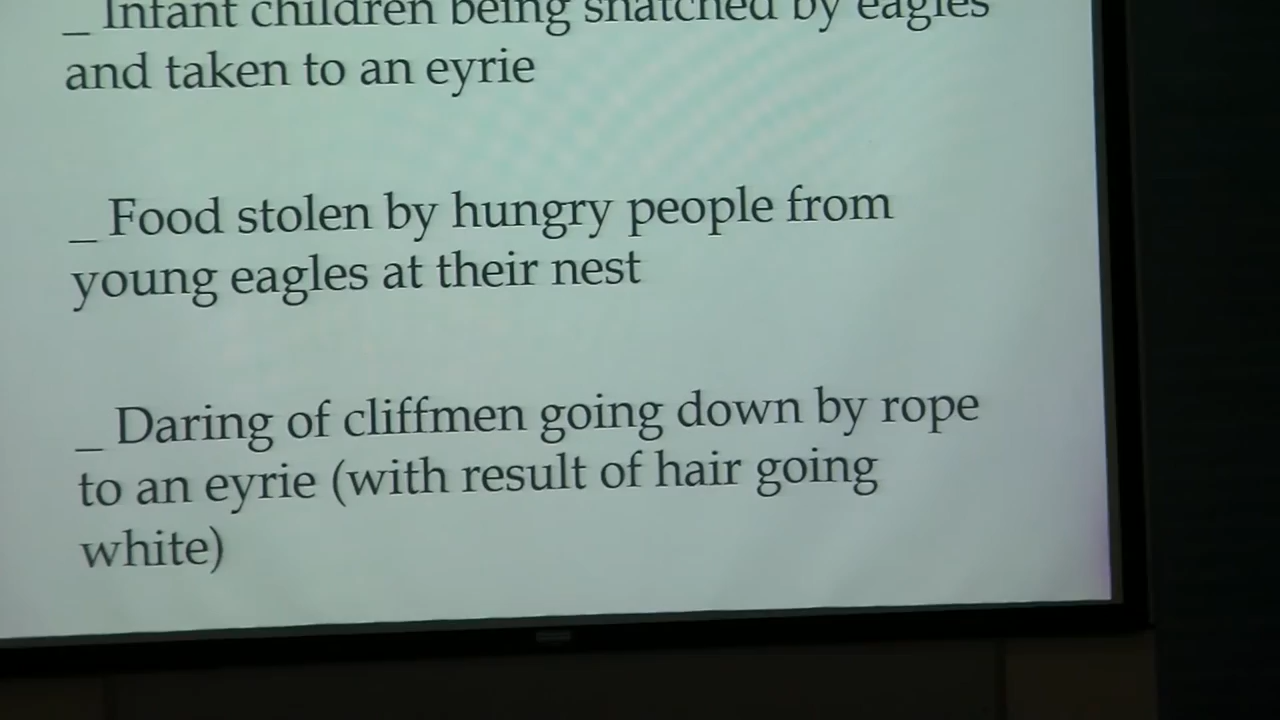 _ Infant children being snatched by eagles
and taken to an eyrie
_ Food stolen by hungry people from
young eagles at their nest
_ Daring of cliffmen going down by rope
to an eyrie (with result of hair going
white)